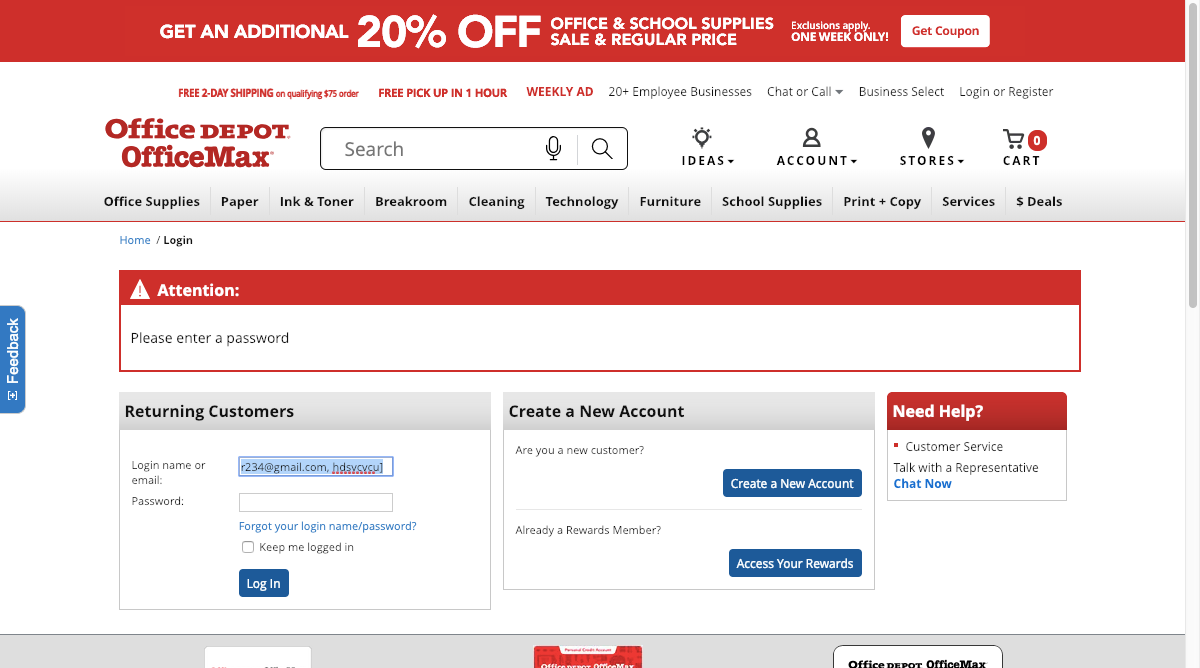 GET AN ADDITIONAL 20% OFF OFFICE & SCHOOL SUPPLIES SALE & REGULAR PRICE Exclusions apply. ONE WEEK ONLY! Get Coupon
FREE 2-DAY SHIPPING on qualifying $75 order FREE PICK UP IN 1 HOUR WEEKLY AD 20+ Employee Businesses Chat or Call Business Select Login or Register
Office DEPOT
OfficeMax
Search
IDEAS ACCOUNT STORES 0 CART
Office Supplies Paper Ink & Toner Breakroom Cleaning Technology Furniture School Supplies Print + Copy Services $ Deals
Home / Login
Attention:
Please enter a password
Feedback
Returning Customers
Login name or
email:
r234@gmail.com, hdsvcvcu]
Password:
Forgot your login name/password?
Keep me logged in
Log In
Create a New Account
Are you a new customer?
Create a New Account
Already a Rewards Member?
Access Your Rewards
Need Help?
Customer Service
Talk with a Representative
Chat Now
Personal Credit Account
Office DEPOT OfficeMax
Office DEPOT OfficeMax